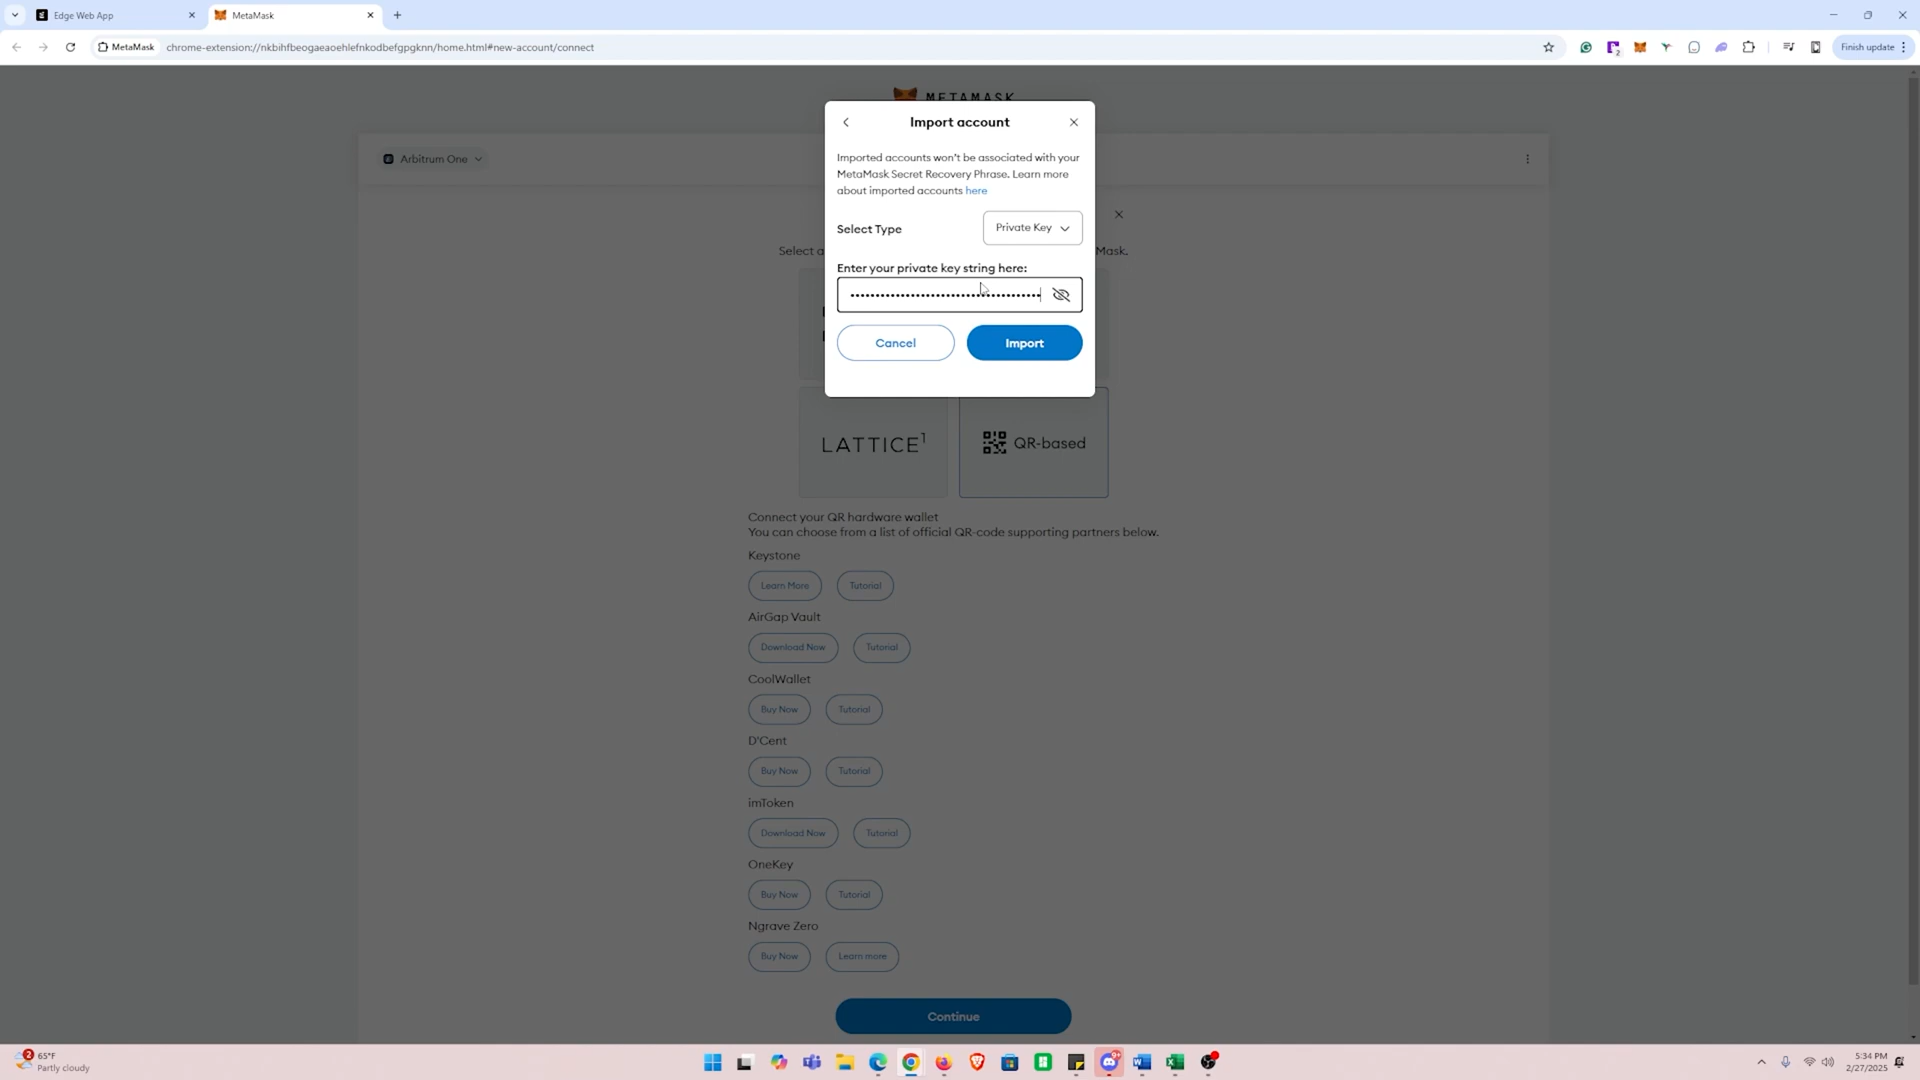 Edge Web App
MetaMask
MetaMask
chrome-extension://nkbihfbeogaeaoehlefnkodbefgpgknn/home.html#new-account/connect
2
Finish update
METAMASK
Import account
Imported accounts won't be associated with your
MetaMask Secret Recovery Phrase. Learn more
about imported accounts here
Arbitrum One
Select Type
Private Key
Select a
Mask.
Enter your private key string here:
Cancel
Import
LATTICE1
QR-based
Connect your QR hardware wallet
You can choose from a list of official QR-code supporting partners below.
Keystone
Learn More
Tutorial
AirGap Vault
Download Now
Tutorial
CoolWallet
Buy Now
Tutorial
D'Cent
Buy Now
Tutorial
imToken
Download Now
Tutorial
OneKey
Buy Now
Tutorial
Ngrave Zero
Buy Now
Learn more
Continue
2
65°F
Partly cloudy
9+
5:34 PM
2/27/2025